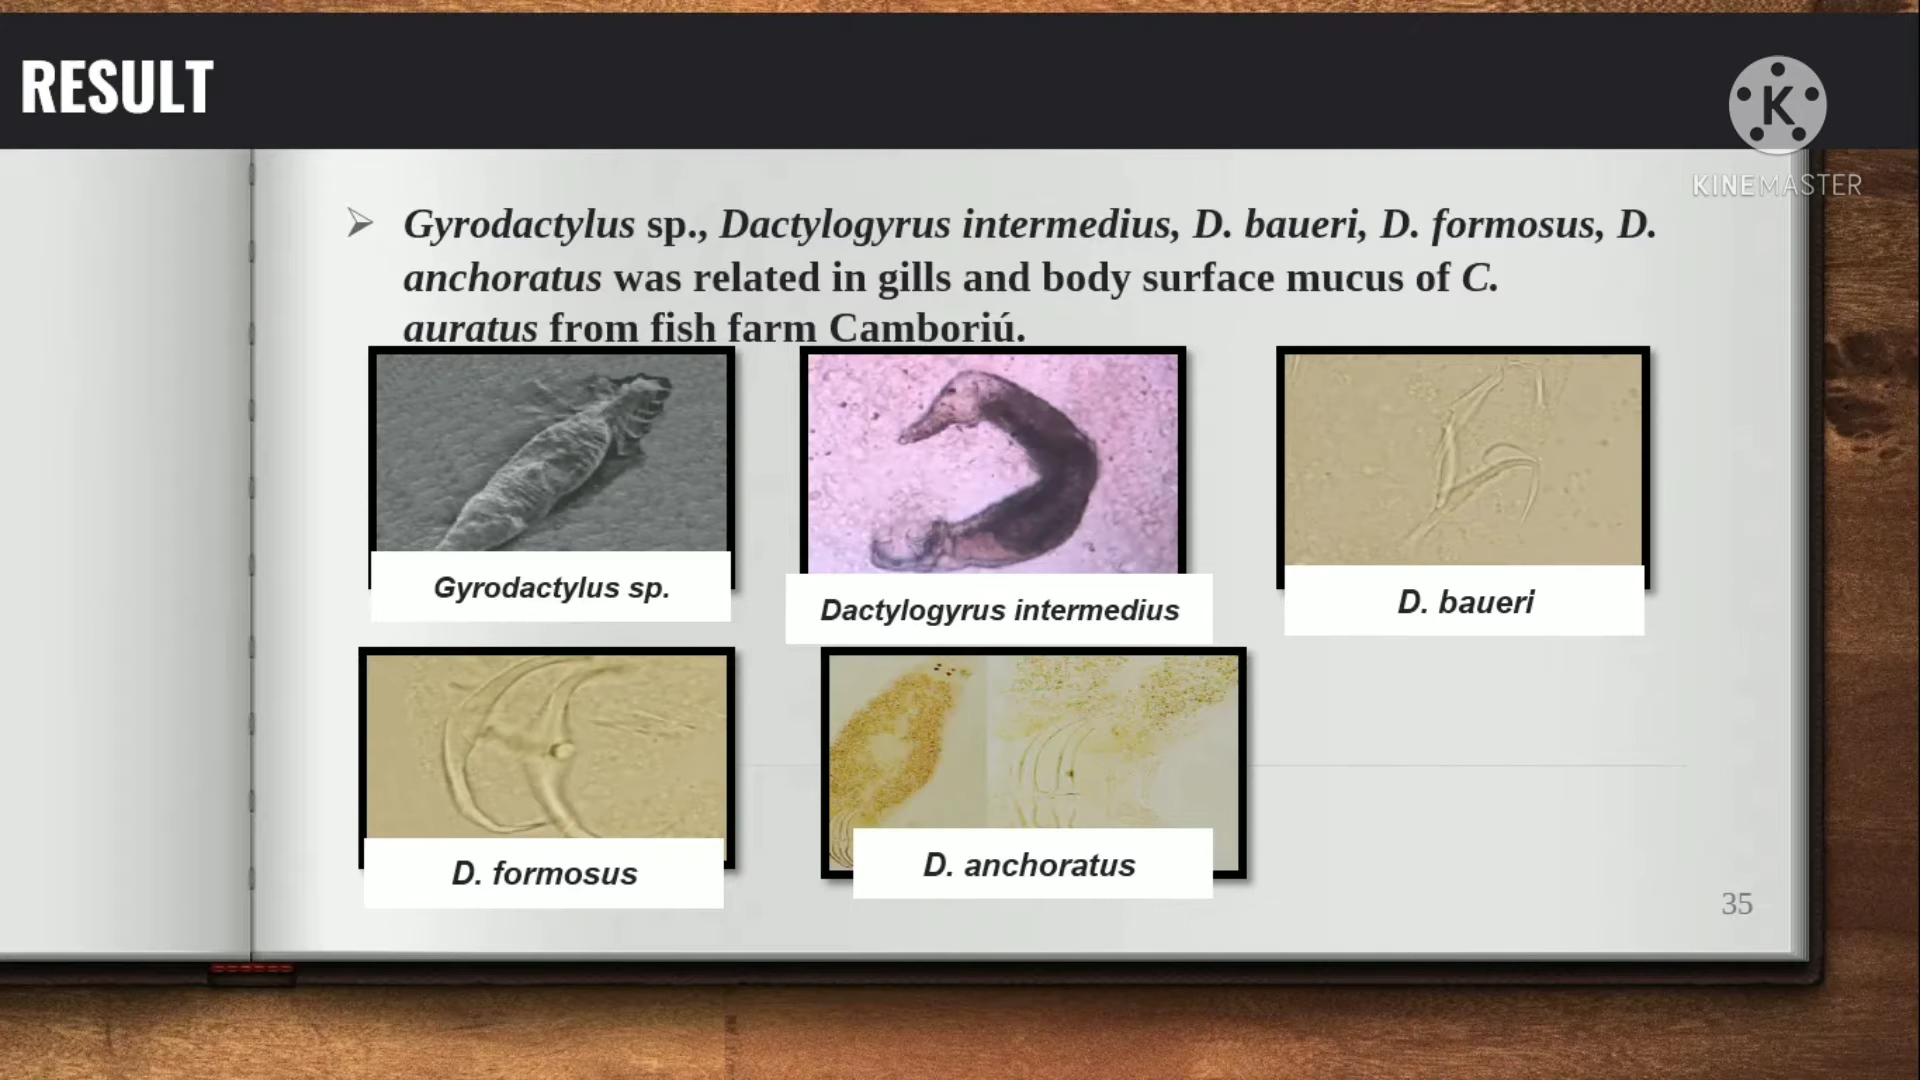 RESULT
K
KINEMASTER
Gyrodactylus sp., Dactylogyrus intermedius, D. baueri, D. formosus, D.
anchoratus was related in gills and body surface mucus of C.
auratus from fish farm Camboriú.
Gyrodactylus sp.
Dactylogyrus intermedius
D. baueri
D. formosus
D. anchoratus
35